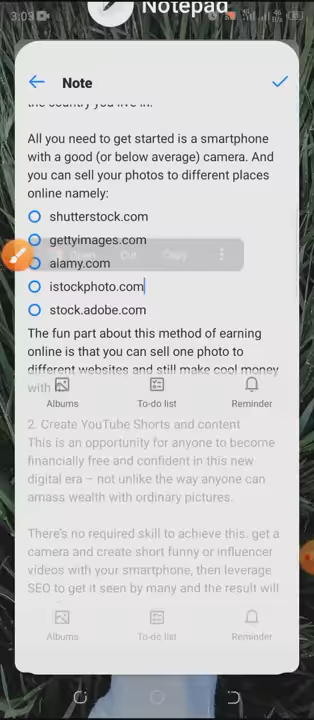 Notepad
3:03
Note
the country you live in.
All you need to get started is a smartphone
with a good (or below average) camera. And
you can sell your photos to different places
online namely:
shutterstock.com
gettyimages.com
Open Cut Copy
alamy.com
istockphoto.com
stock.adobe.com
The fun part about this method of earning
online is that you can sell one photo to
different websites and still make cool money
with
Albums To-do list Reminder
2. Create YouTube Shorts and content
This is an opportunity for anyone to become
financially free and confident in this new
digital era – not unlike the way anyone can
amass wealth with ordinary pictures.
There's no required skill to achieve this. get a
camera and create short funny or influencer
videos with your smartphone, then leverage
SEO to get it seen by many and the result will
Albums To-do list Reminder